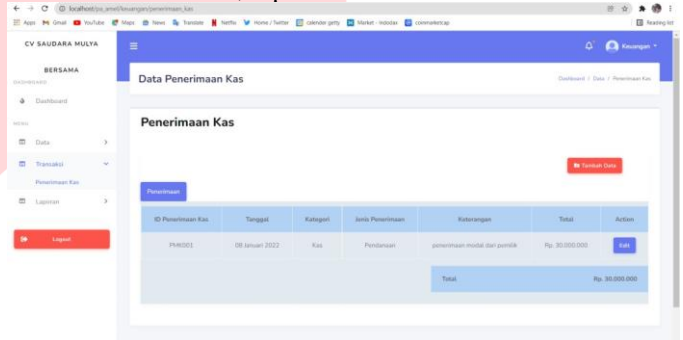 localhost/pa_amel/keuangan/penerimaan_kas
Apps Gmail YouTube Maps News Translate Netflix Home / Twitter calender getty Market - Indodax coinmarketcap Reading list
CV SAUDARA MULYA
BERSAMA
Keuangan
DASHBOARD
Dashboard
MENU
Data
Transaksi
Penerimaan Kas
Laporan
Logout
Data Penerimaan Kas
Dashboard / Data / Penerimaan Kas
Penerimaan Kas
Tambah Data
Penerimaan
ID Penerimaan Kas Tanggal Kategori Jenis Penerimaan Keterangan Total Action
PMK001 08 Januari 2022 Kas Pendanaan penerimaan modal dari pemilik Rp. 30.000.000 Edit
Total Rp. 30.000.000